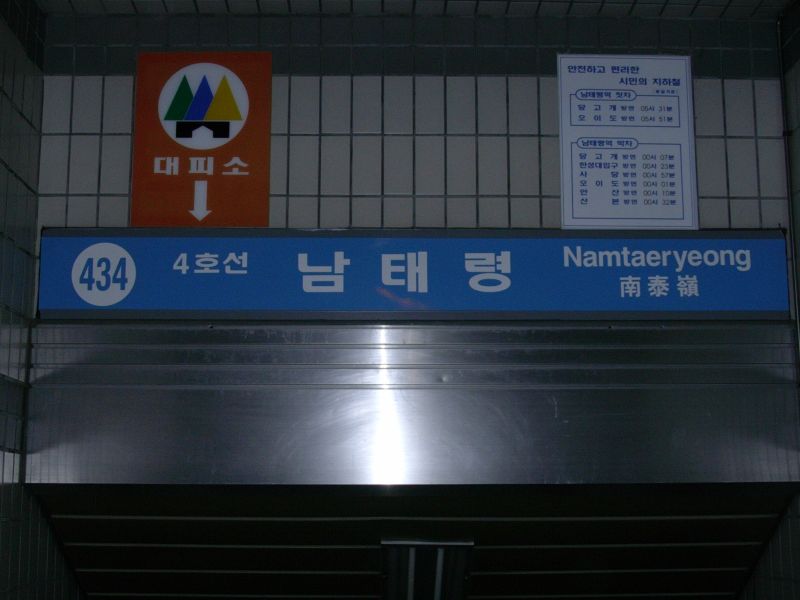 대피소
안전하고 편리한
시민의 지하철
남태령역 첫차
당고개 방면 05시 31분
오이도 방면 05시 51분
남태령역 막차
당고개 방면 00시 07분
한성대입구 방면 00시 23분
사당 방면 00시 57분
오이도 방면 00시 01분
안산 방면 00시 10분
산본 방면 00시 32분
434 4호선 남태령 Namtaeryeong
南泰嶺